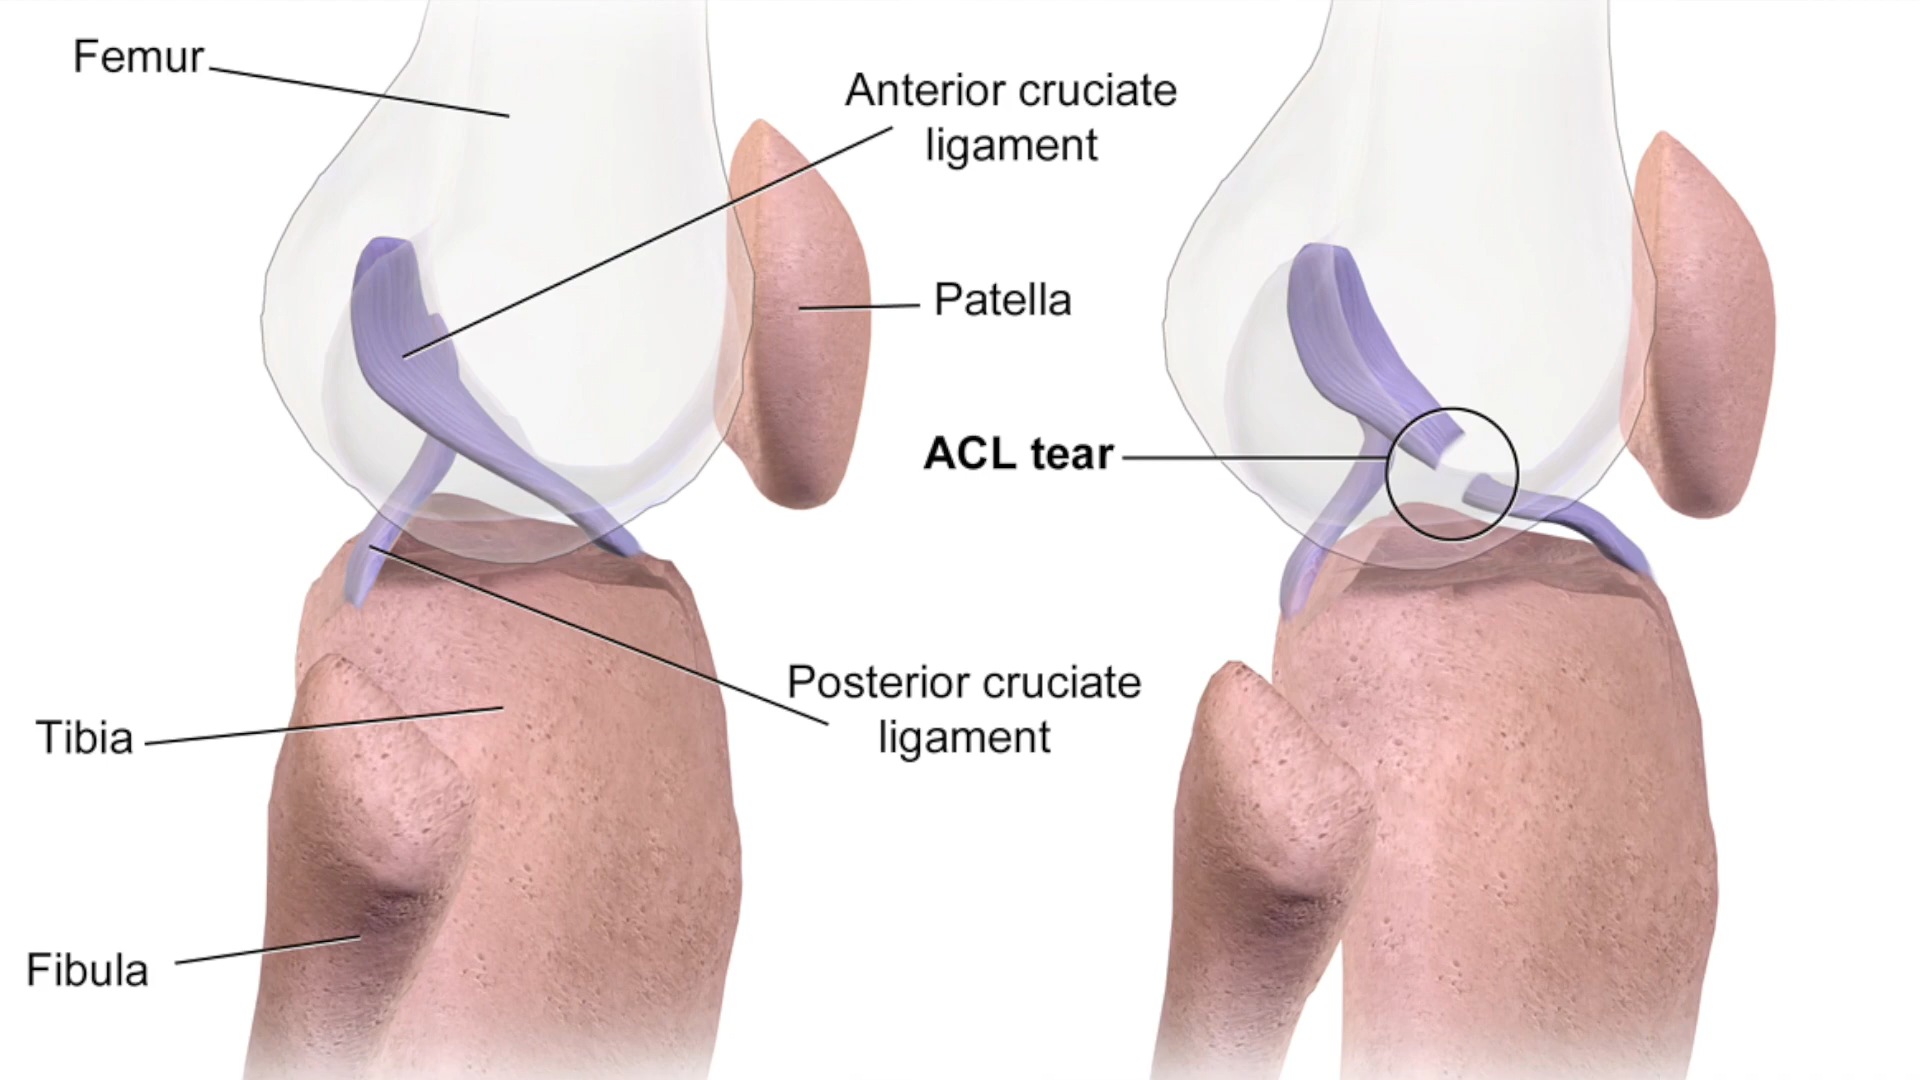 Femur
Anterior cruciate
ligament
Patella
ACL tear
Posterior cruciate
ligament
Tibia
Fibula